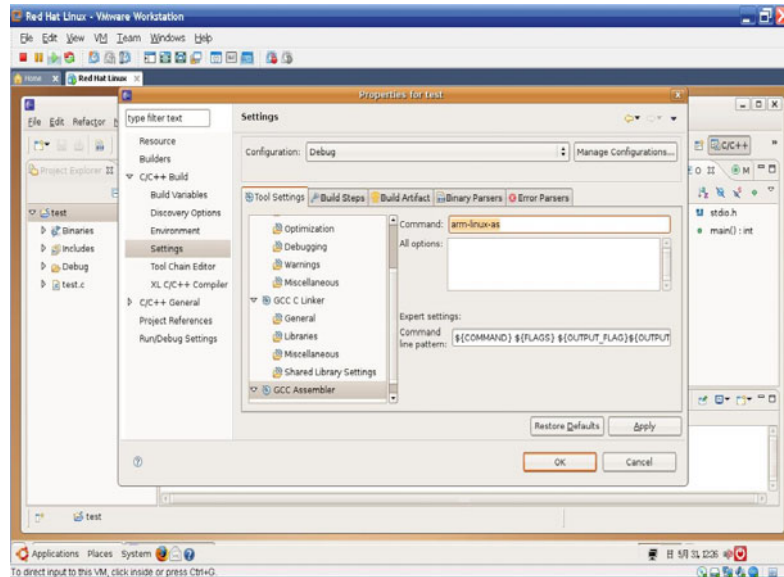 Red Hat Linux - VMware Workstation
File Edit View VM Team Windows Help
Home Red Hat Linux
Properties for test
File Edit Refactor
type filter text
Settings
Resource
Builders
C/C++ Build
Build Variables
Discovery Options
Environment
Settings
Tool Chain Editor
XL C/C++ Compiler
C/C++ General
Project References
Run/Debug Settings
Configuration: Debug
Manage Configurations...
Tool Settings Build Steps Build Artifact Binary Parsers Error Parsers
Optimization
Debugging
Warnings
Miscellaneous
GCC C Linker
General
Libraries
Miscellaneous
Shared Library Settings
GCC Assembler
Command: arm-linux-as
All options:
Expert settings:
Command
line pattern: ${COMMAND} ${FLAGS} ${OUTPUT_FLAG}${OUTPUT
Restore Defaults Apply
OK Cancel
Project Explorer
test
Binaries
Includes
Debug
test.c
C/C++
stdio.h
main() : int
test
Applications Places System
To direct input to this VM, click inside or press Ctrl+G.